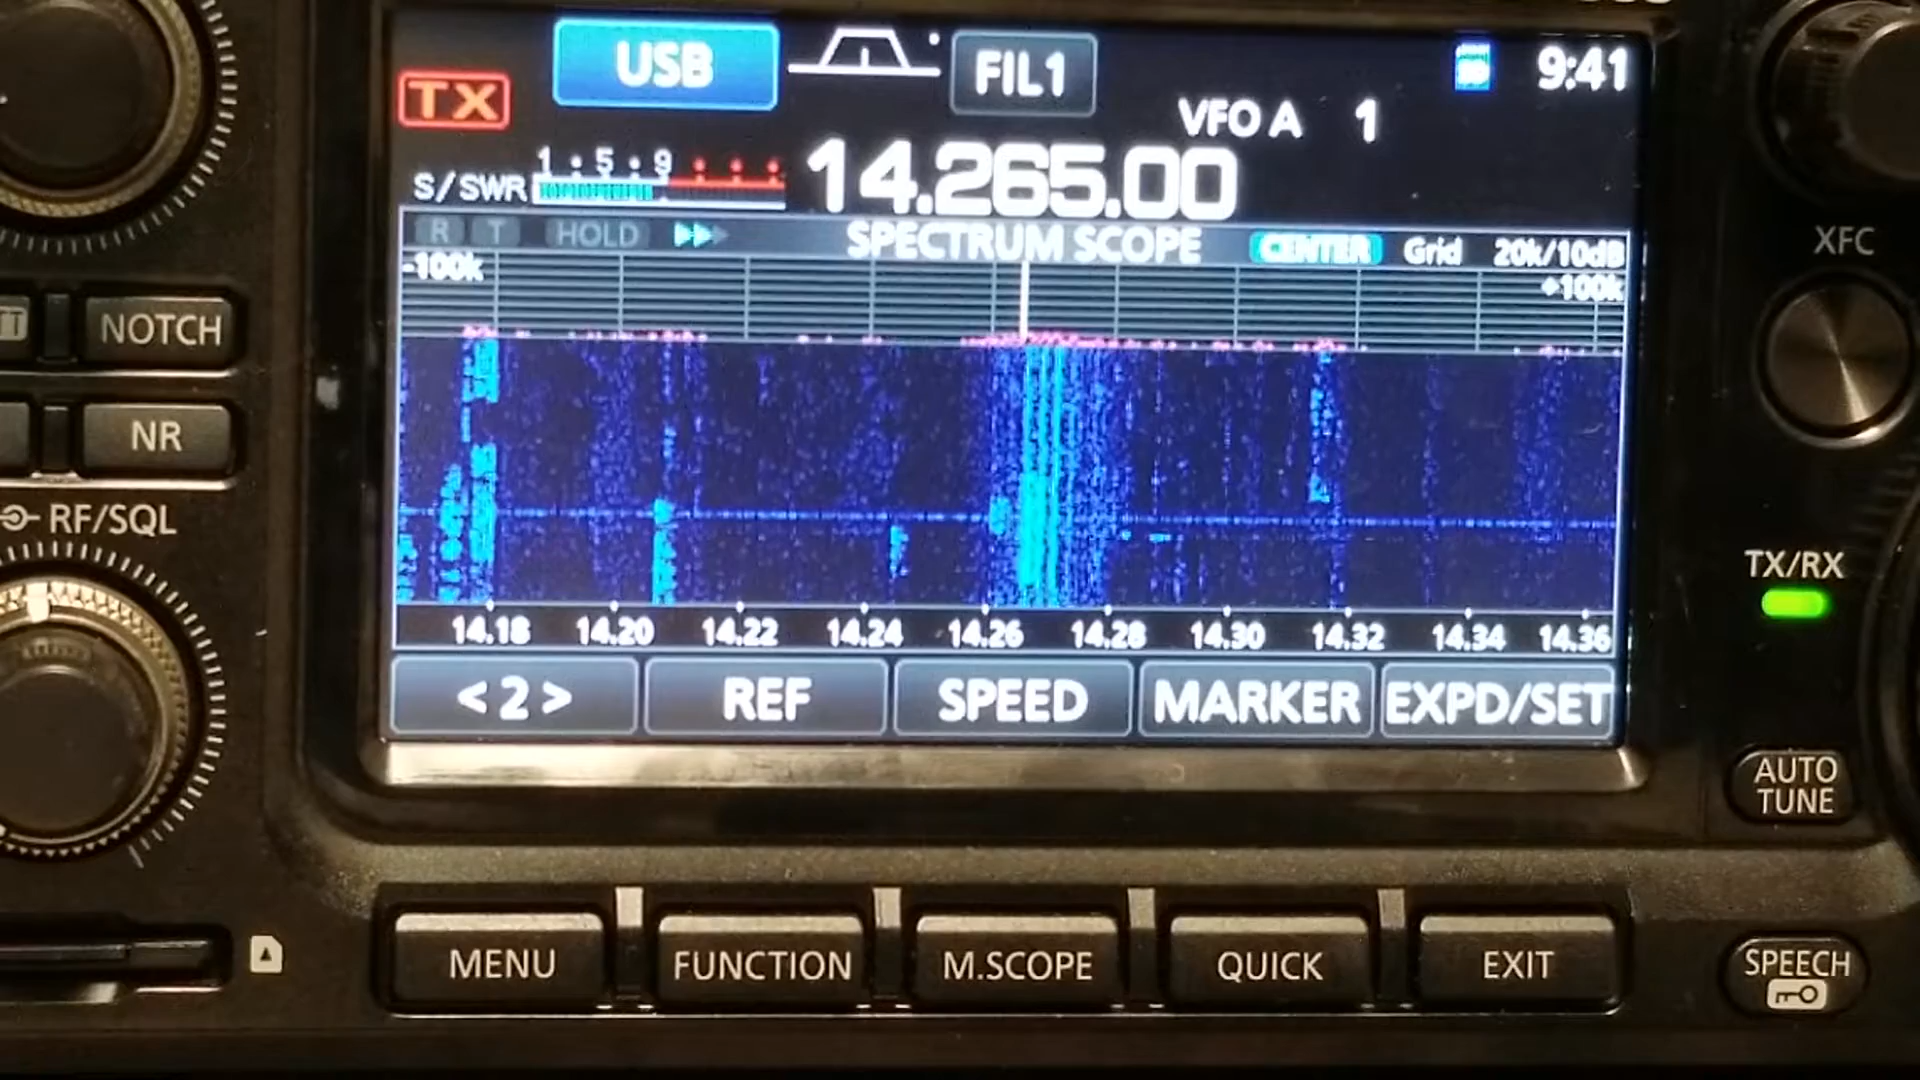 USB FIL1 9:41
TX
VFO A 1
1 • 5 • 9
S/SWR 14.265.00
R T HOLD SPECTRUM SCOPE CENTER Grid 20k/10dB
-100k +100k
14.18 14.20 14.22 14.24 14.26 14.28 14.30 14.32 14.34 14.36
<2> REF SPEED MARKER EXPD/SET
NOTCH
NR
RF/SQL
XFC
TX/RX
AUTO
TUNE
MENU FUNCTION M.SCOPE QUICK EXIT
SPEECH